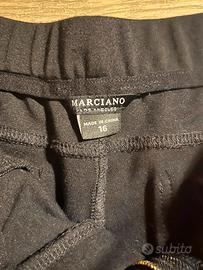 MARCIANO
LOS ANGELES
MADE IN CHINA
16
subito